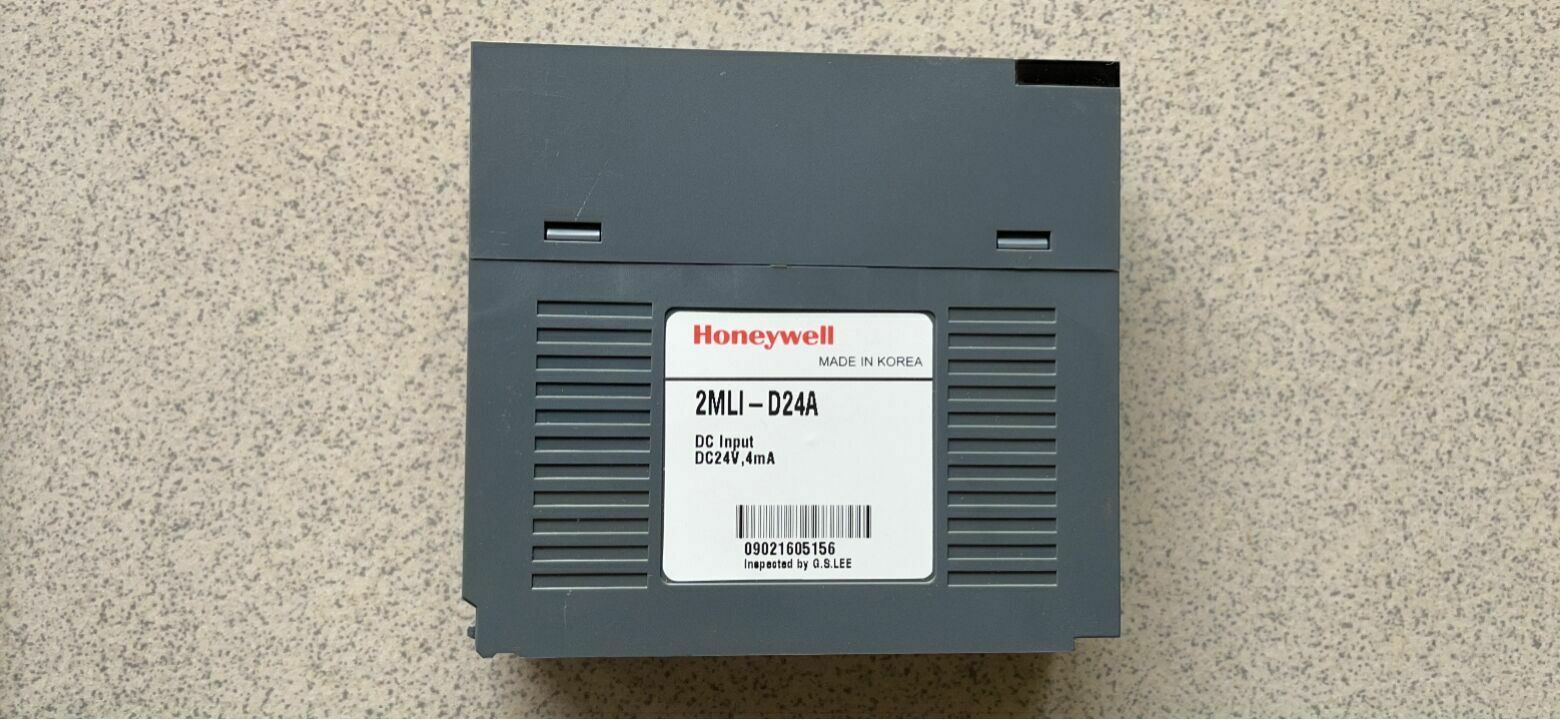 Honeywell
MADE IN KOREA
2MLI-D24A
DC Input
DC24V,4mA
09021605156
Inspected by G.S.LEE